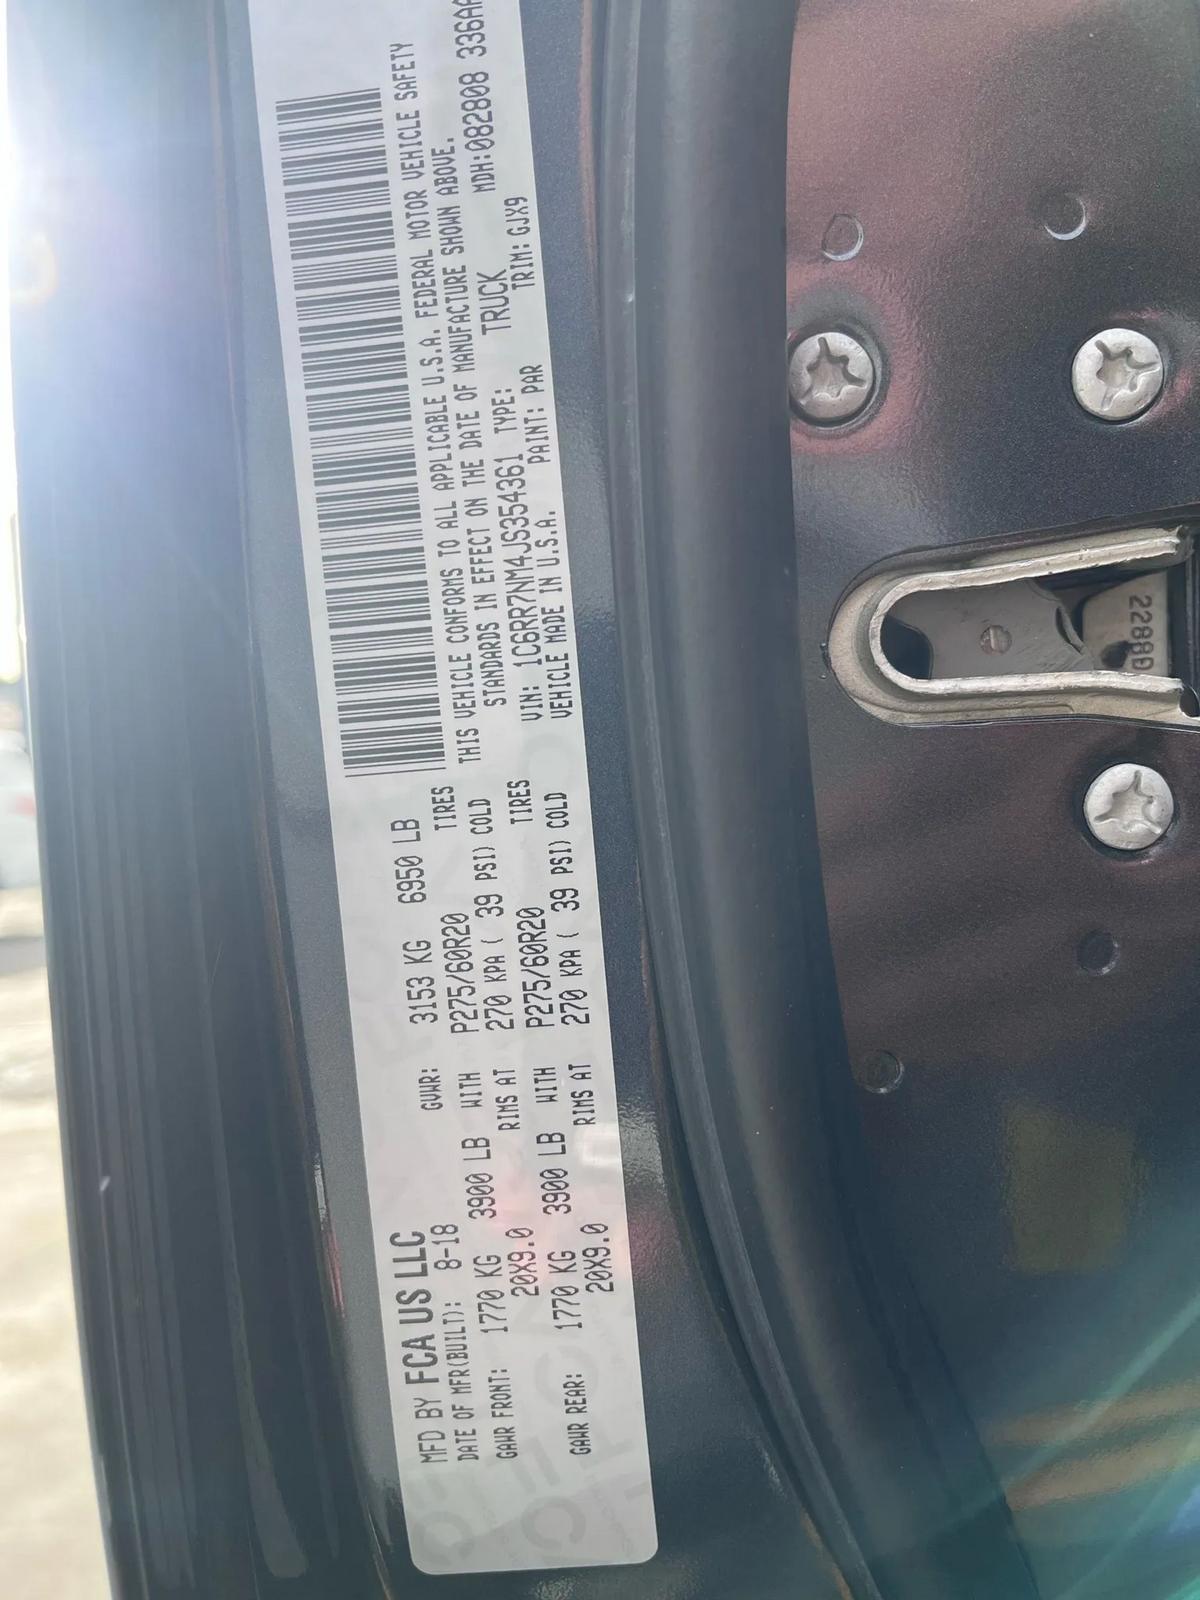 MFD BY FCA US LLC
DATE OF MFR(BUILT): 8-18 GVWR: 3153 KG 6950 LB
GAWR FRONT: 1770 KG 3900 LB WITH P275/60R20 TIRES
20X9.0 RIMS AT 270 KPA ( 39 PSI) COLD
GAWR REAR: 1770 KG 3900 LB WITH P275/60R20 TIRES
20X9.0 RIMS AT 270 KPA ( 39 PSI) COLD
THIS VEHICLE CONFORMS TO ALL APPLICABLE U.S.A. FEDERAL MOTOR VEHICLE SAFETY
STANDARDS IN EFFECT ON THE DATE OF MANUFACTURE SHOWN ABOVE.
VIN: 1C6RR7NM4JS354361 TYPE: TRUCK MDH:082808 336AA
VEHICLE MADE IN U.S.A. PAINT: PAR TRIM: GJX9
2288D